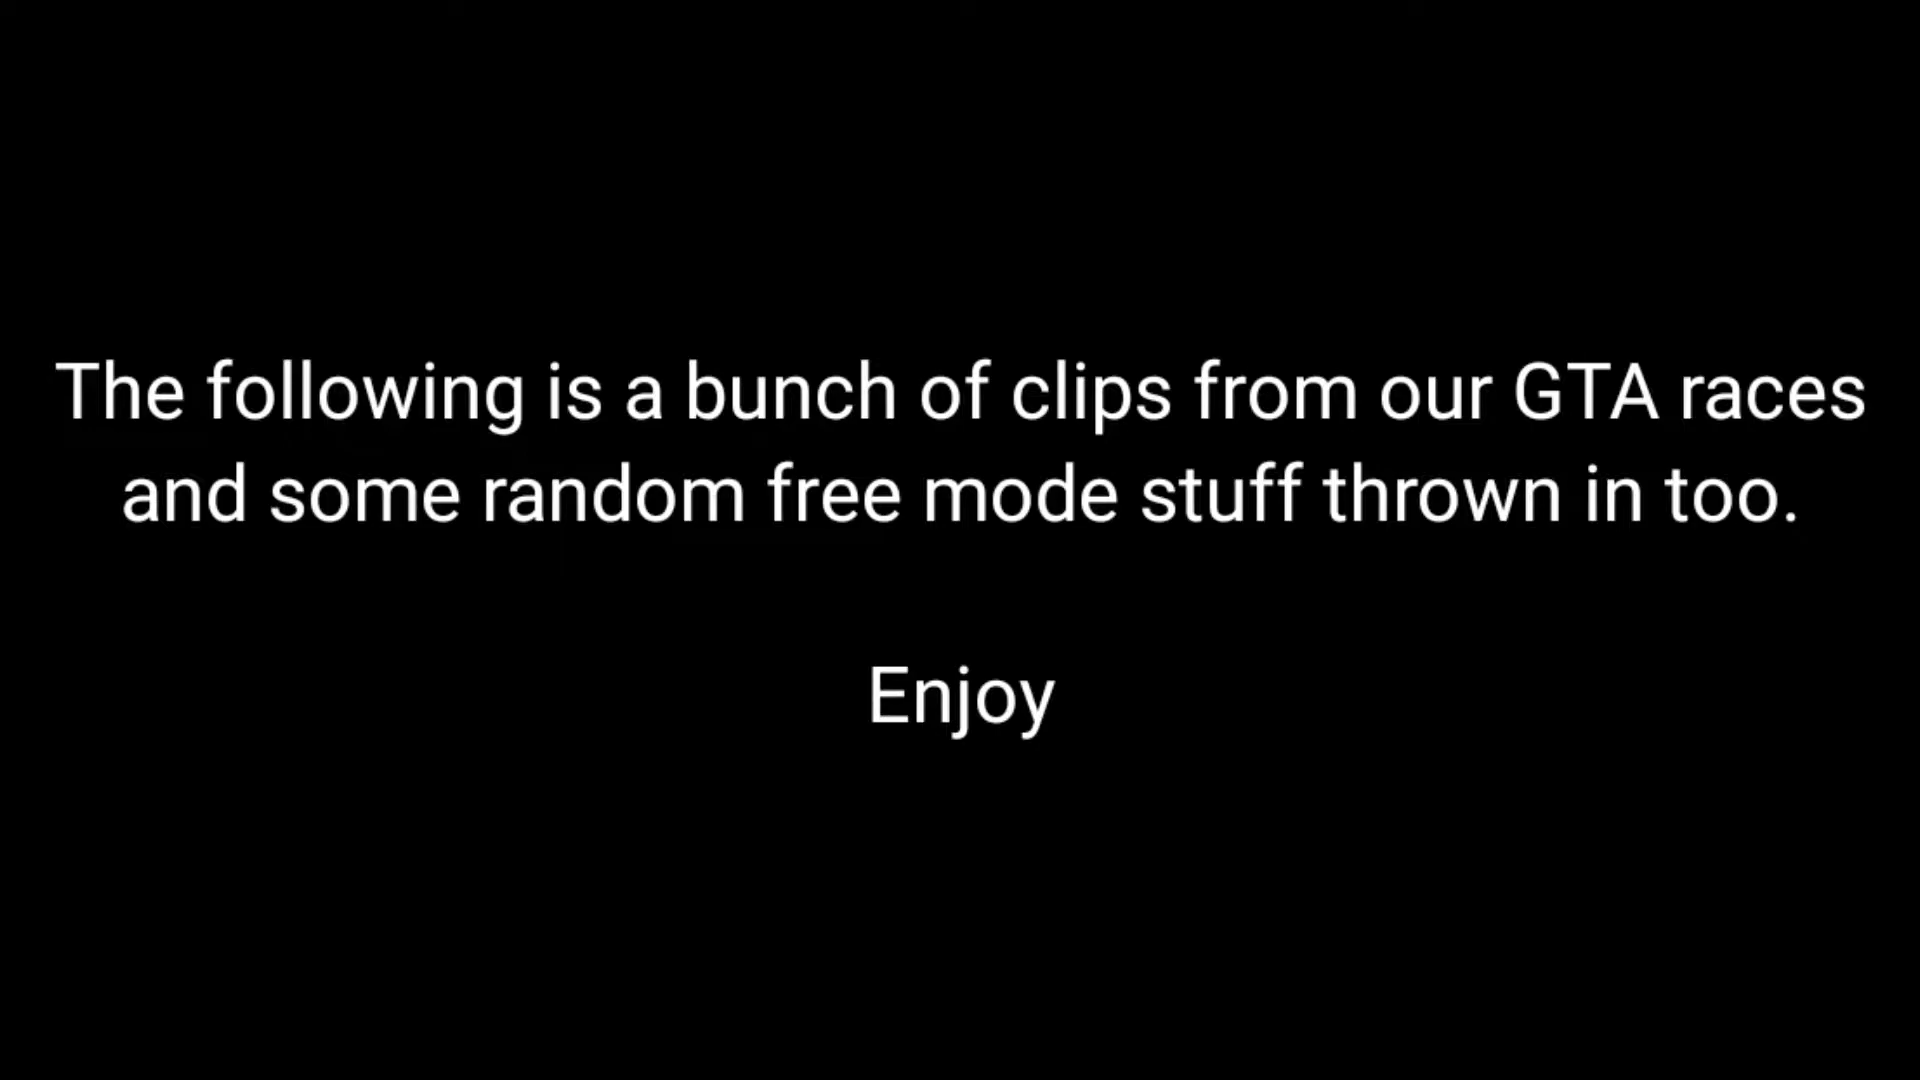 The following is a bunch of clips from our GTA races
and some random free mode stuff thrown in too.
Enjoy